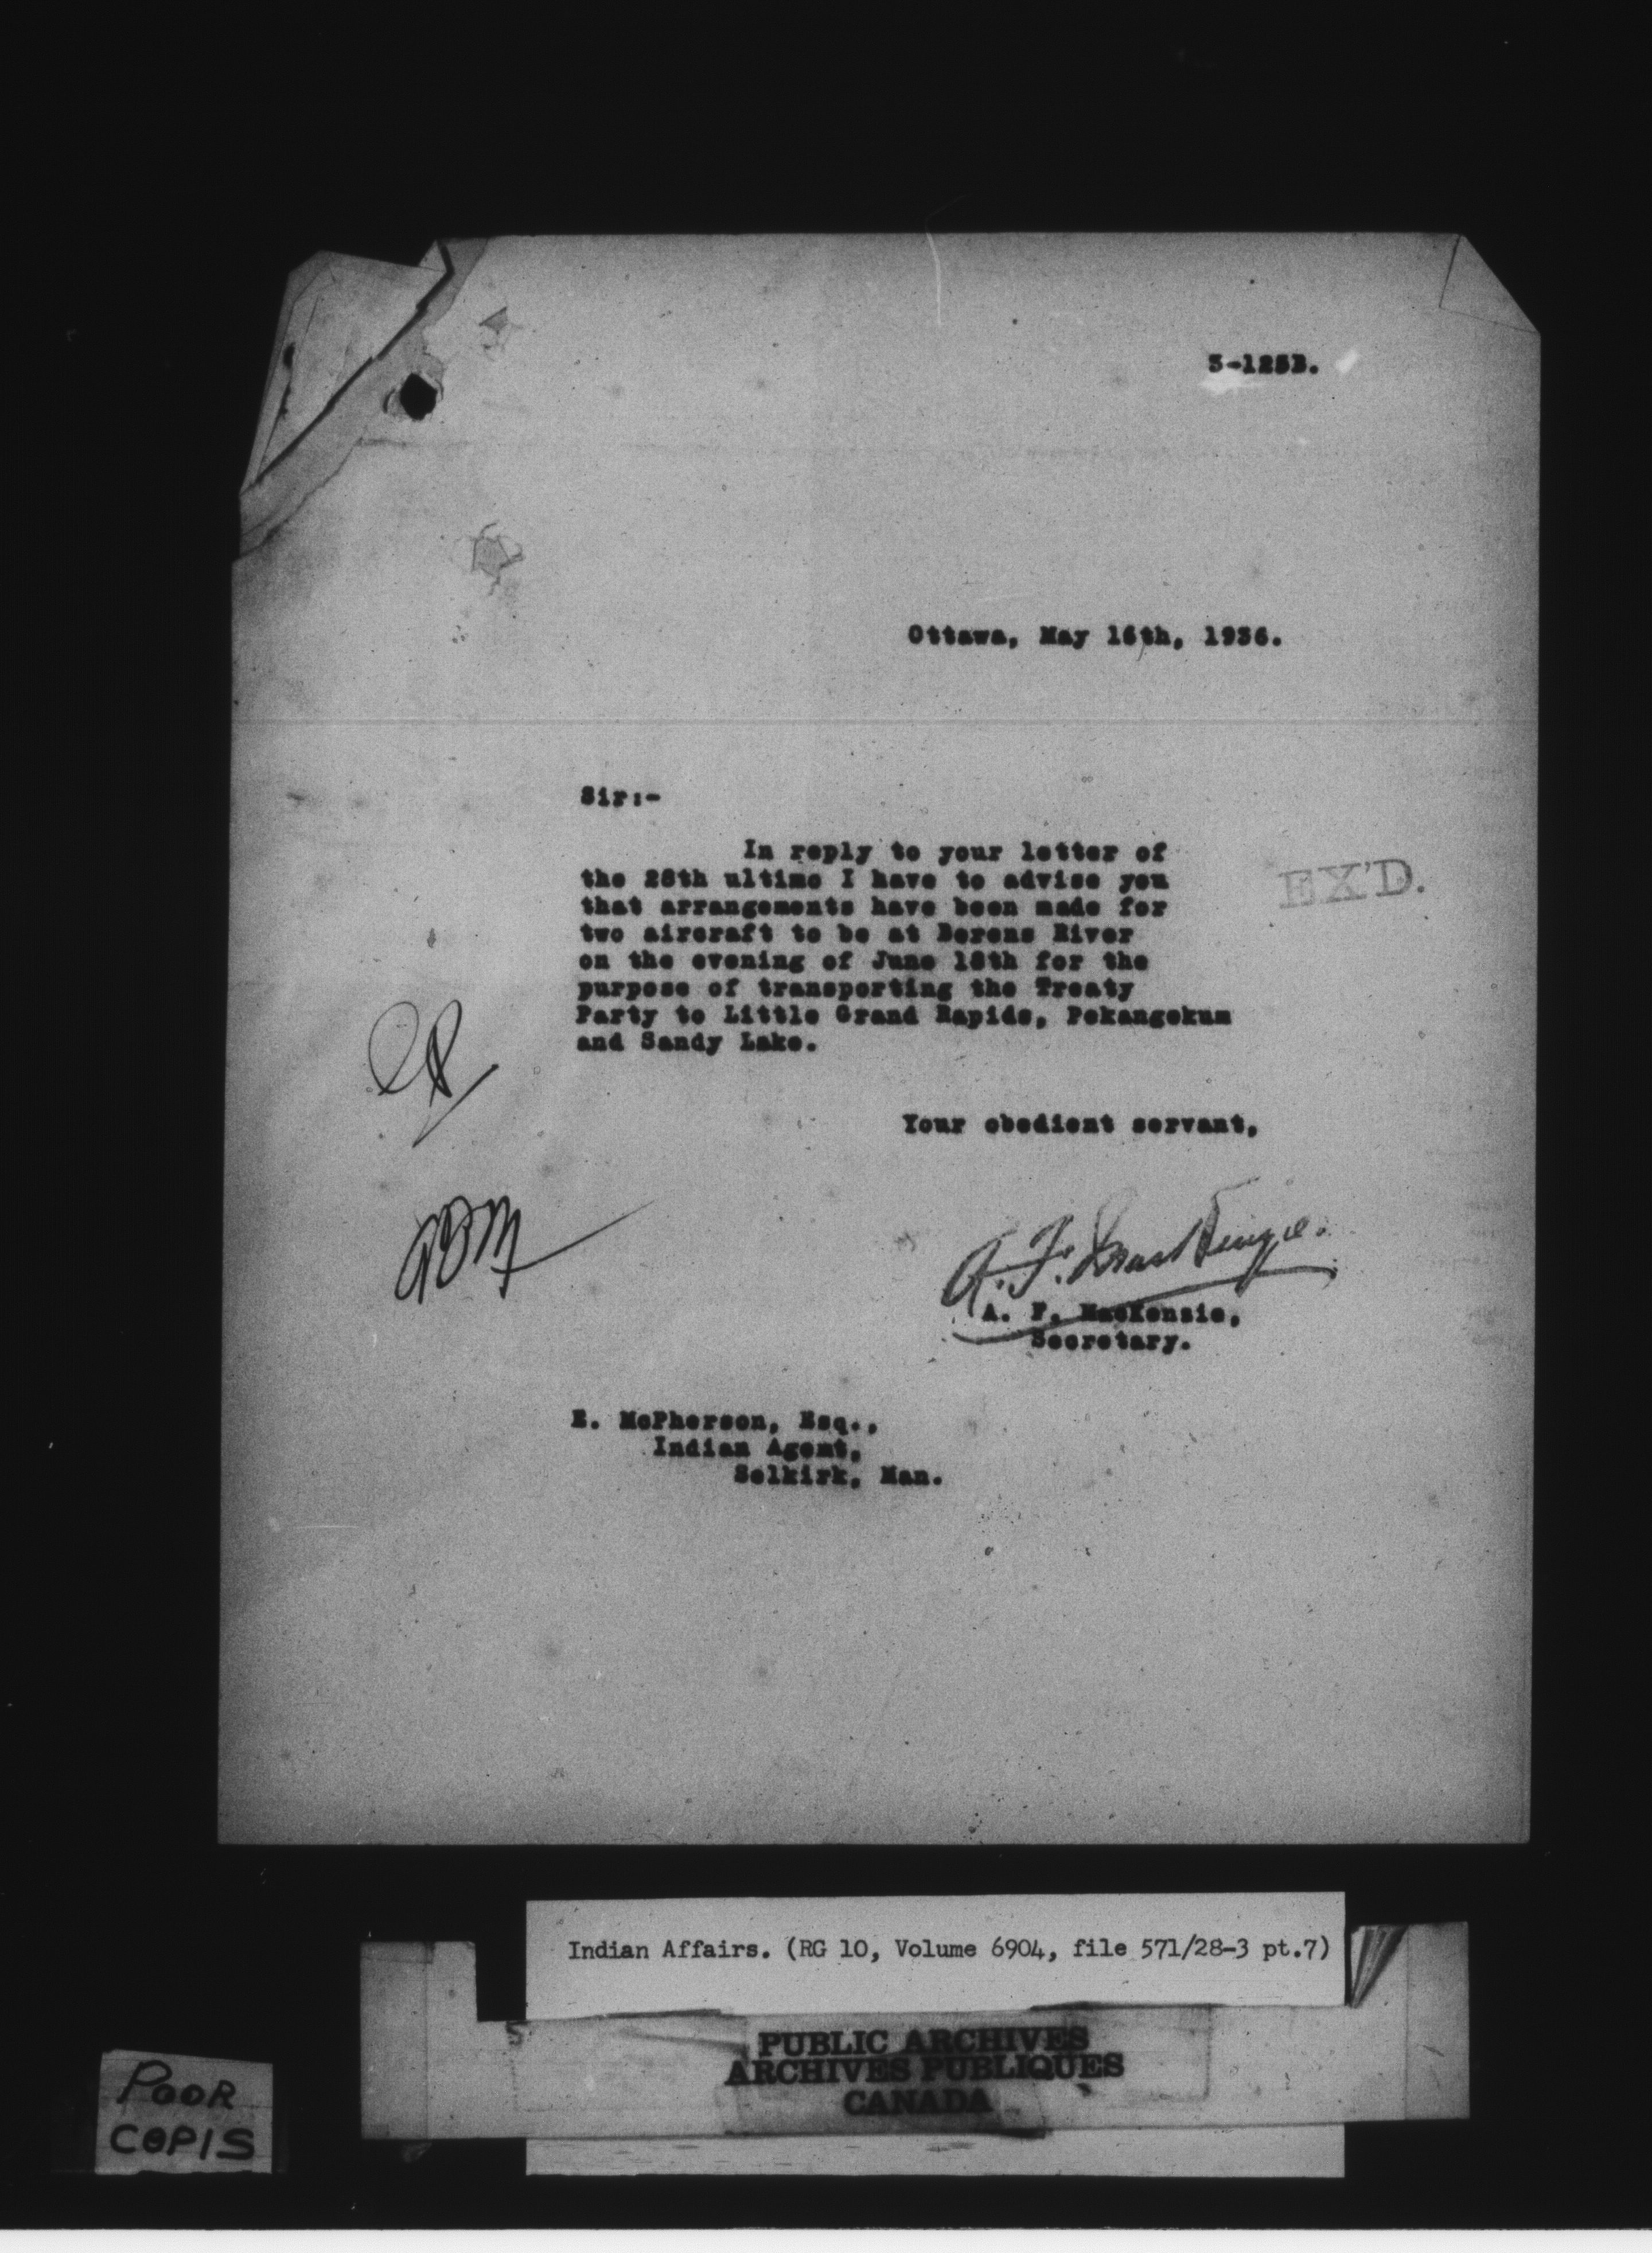 5-128B.
Ottawa, May 16th, 1936.
Sir:-
In reply to your letter of
the 28th ultimo I have to advise you
that arrangements have been made for
two aircraft to be at Berens River
on the evening of June 18th for the
purpose of transporting the Treaty
Party to Little Grand Rapids, Pekangekum
and Sandy Lake.
EX'D.
Your obedient servant,
A. F. MacKenzie.
A. F. MacKenzie,
Secretary.
E. McPherson, Esq.,
Indian Agent,
Selkirk, Man.
Indian Affairs. (RG 10, Volume 6904, file 571/28-3 pt.7)
PUBLIC ARCHIVES
ARCHIVES PUBLIQUES
CANADA
POOR
COPIS